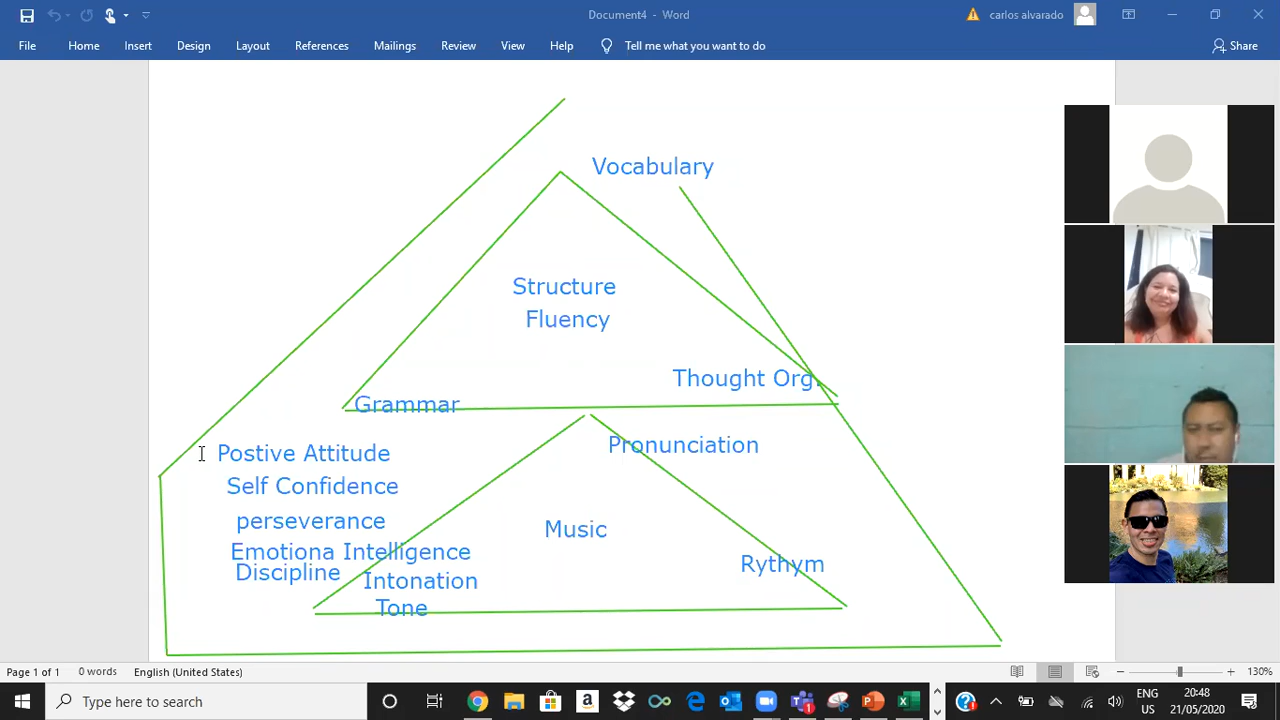 Document4 - Word
carlos alvarado
File Home Insert Design Layout References Mailings Review View Help Tell me what you want to do Share
Vocabulary
Structure
Fluency
Thought Org.
Grammar
Pronunciation
Postive Attitude
Self Confidence
perseverance
Music
Emotiona Intelligence
Rythym
Discipline
Intonation
Tone
Page 1 of 1 0 words English (United States) 130%
Type here to search
ENG 20:48
US 21/05/2020